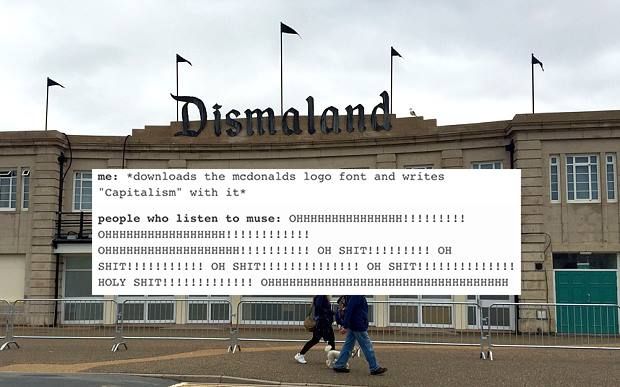 Dismaland
me: *downloads the mcdonalds logo font and writes
"Capitalism" with it*
people who listen to muse: OHHHHHHHHHHHHHHH!!!!!!!!!
OHHHHHHHHHHHHHHHHH!!!!!!!!!!!!
OHHHHHHHHHHHHHHHHHHH!!!!!!!!!! OH SHIT!!!!!!!!! OH
SHIT!!!!!!!!!!! OH SHIT!!!!!!!!!!!!!! OH SHIT!!!!!!!!!!!!!!
HOLY SHIT!!!!!!!!!!!!! OHHHHHHHHHHHHHHHHHHHHHHHHHHHHHHHHHH